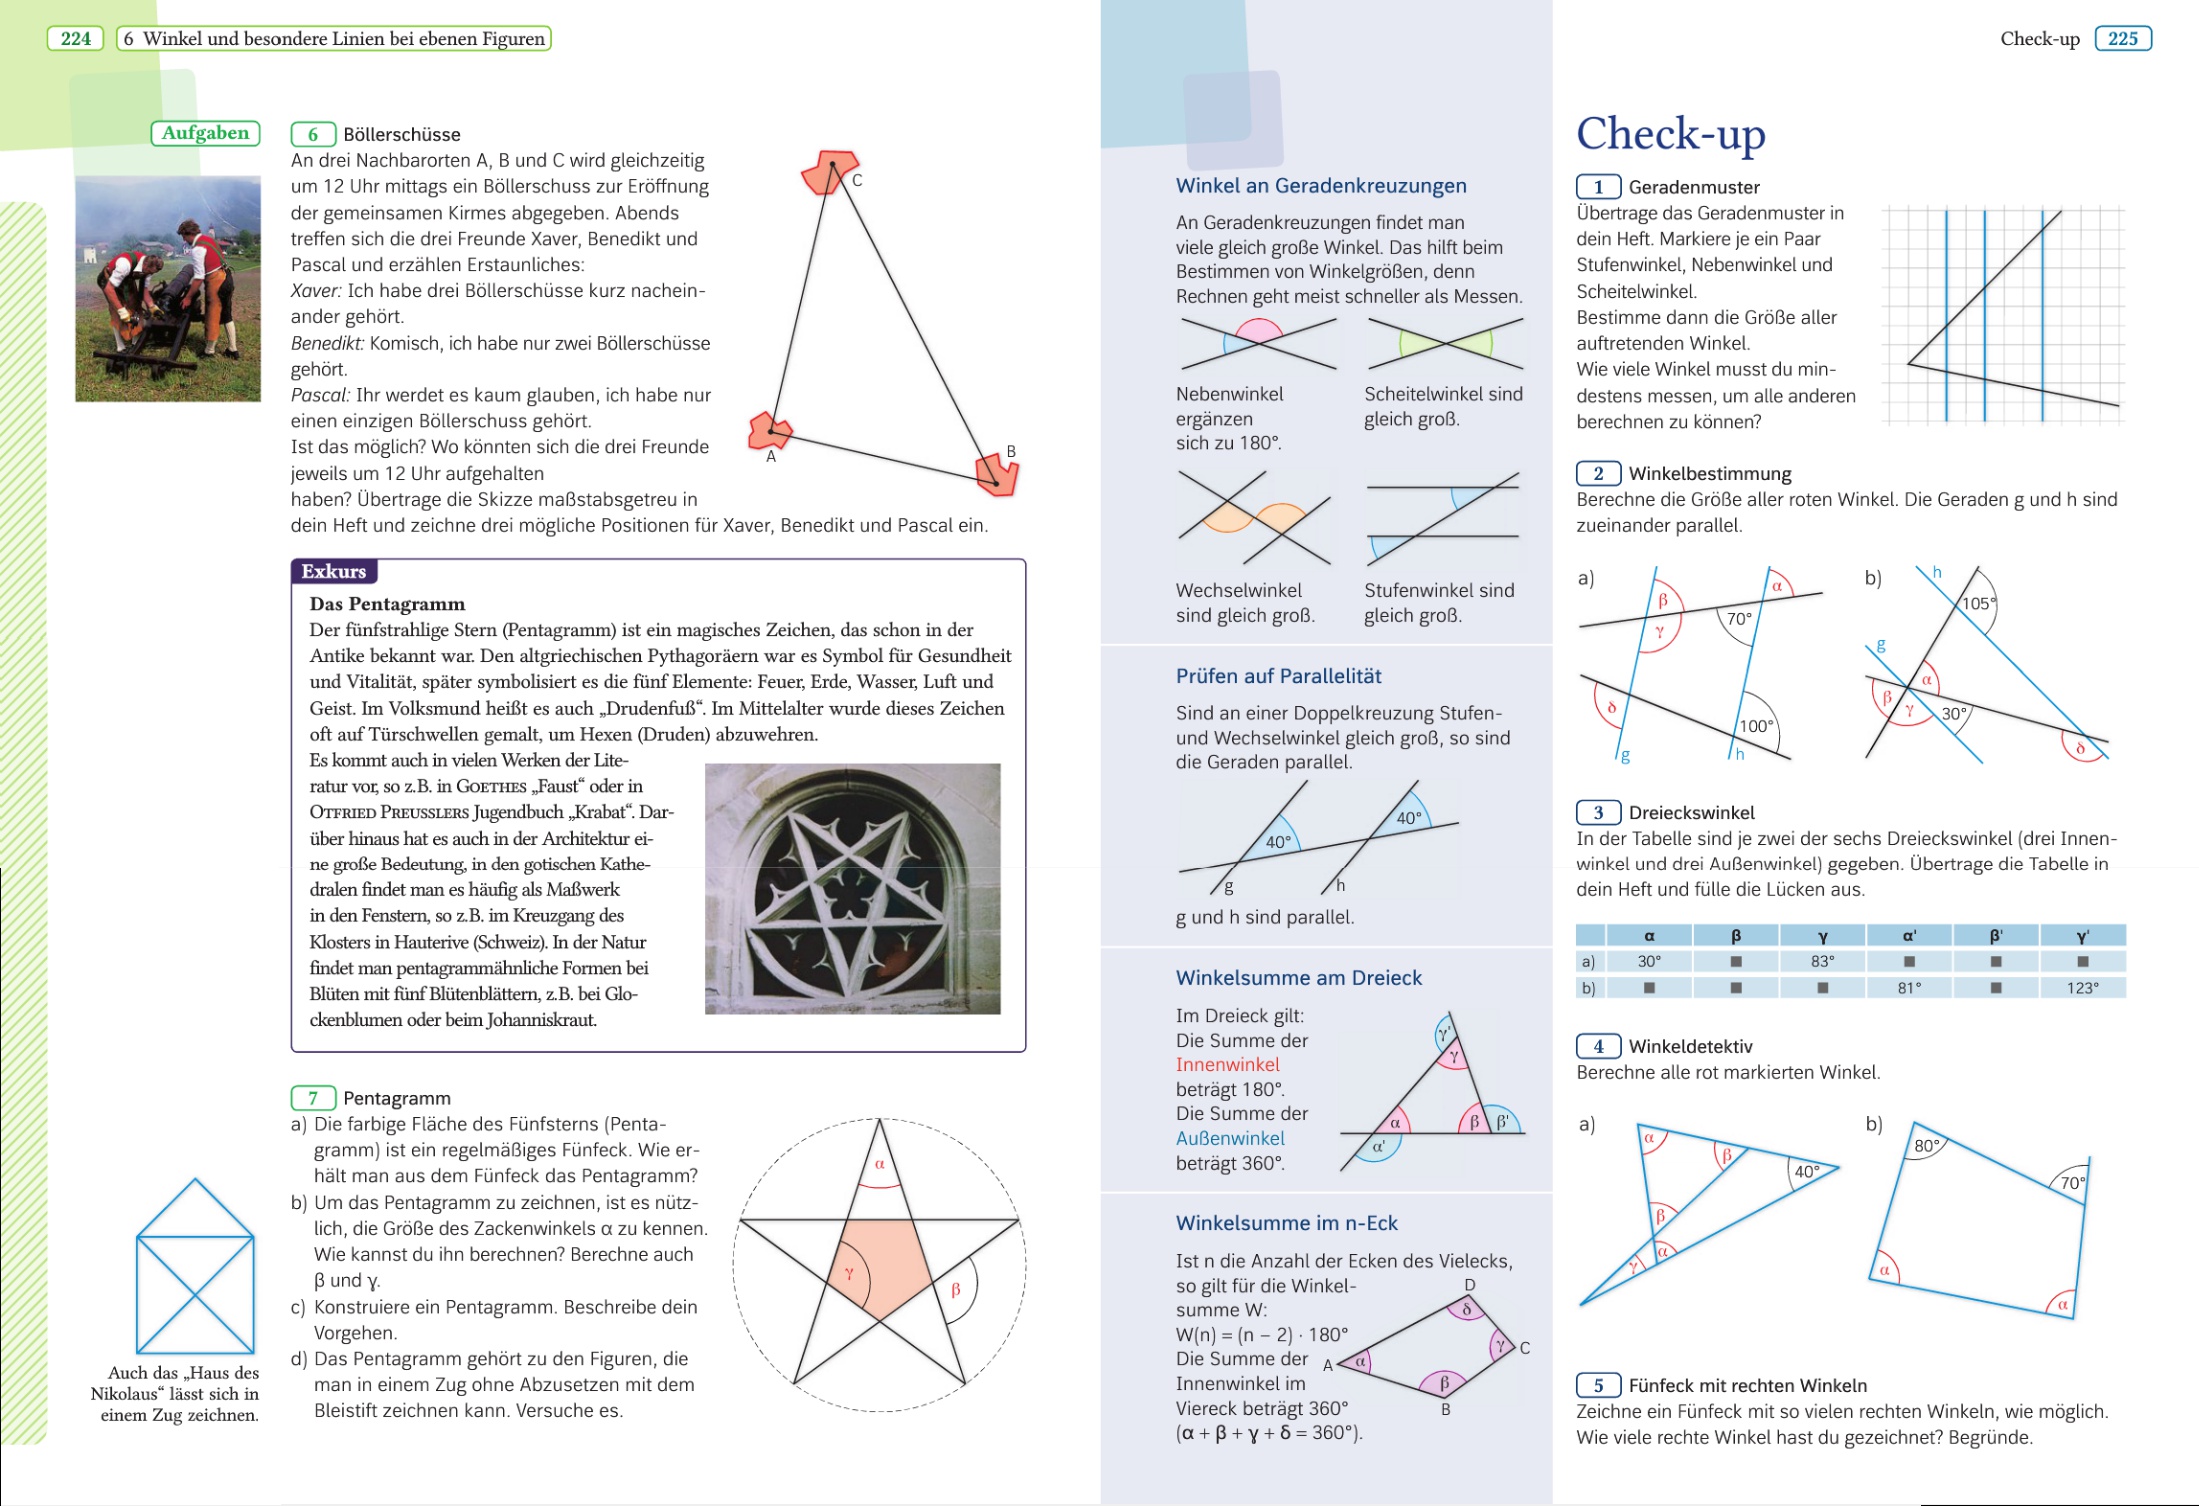 224
6 Winkel und besondere Linien bei ebenen Figuren
Aufgaben
6 Böllerschüsse
An drei Nachbarorten A, B und C wird gleichzeitig
um 12 Uhr mittags ein Böllerschuss zur Eröffnung
der gemeinsamen Kirmes abgegeben. Abends
treffen sich die drei Freunde Xaver, Benedikt und
Pascal und erzählen Erstaunliches:
Xaver: Ich habe drei Böllerschüsse kurz nachein-
ander gehört.
Benedikt: Komisch, ich habe nur zwei Böllerschüsse
gehört.
Pascal: Ihr werdet es kaum glauben, ich habe nur
einen einzigen Böllerschuss gehört.
Ist das möglich? Wo könnten sich die drei Freunde
jeweils um 12 Uhr aufgehalten
haben? Übertrage die Skizze maßstabsgetreu in
dein Heft und zeichne drei mögliche Positionen für Xaver, Benedikt und Pascal ein.
C
A
B
Exkurs
Das Pentagramm
Der fünfstrahlige Stern (Pentagramm) ist ein magisches Zeichen, das schon in der
Antike bekannt war. Den altgriechischen Pythagoräern war es Symbol für Gesundheit
und Vitalität, später symbolisiert es die fünf Elemente: Feuer, Erde, Wasser, Luft und
Geist. Im Volksmund heißt es auch „Drudenfuß“. Im Mittelalter wurde dieses Zeichen
oft auf Türschwellen gemalt, um Hexen (Druden) abzuwehren.
Es kommt auch in vielen Werken der Lite-
ratur vor, so z.B. in GOETHES „Faust“ oder in
OTFRIED PREUSSLERS Jugendbuch „Krabat“. Dar-
über hinaus hat es auch in der Architektur ei-
ne große Bedeutung, in den gotischen Kathe-
dralen findet man es häufig als Maßwerk
in den Fenstern, so z.B. im Kreuzgang des
Klosters in Hauterive (Schweiz). In der Natur
findet man pentagrammähnliche Formen bei
Blüten mit fünf Blütenblättern, z.B. bei Glo-
ckenblumen oder beim Johanniskraut.
7 Pentagramm
a) Die farbige Fläche des Fünfsterns (Penta-
gramm) ist ein regelmäßiges Fünfeck. Wie er-
hält man aus dem Fünfeck das Pentagramm?
b) Um das Pentagramm zu zeichnen, ist es nütz-
lich, die Größe des Zackenwinkels α zu kennen.
Wie kannst du ihn berechnen? Berechne auch
β und γ.
c) Konstruiere ein Pentagramm. Beschreibe dein
Vorgehen.
d) Das Pentagramm gehört zu den Figuren, die
man in einem Zug ohne Abzusetzen mit dem
Bleistift zeichnen kann. Versuche es.
α
γ
β
Auch das „Haus des
Nikolaus“ lässt sich in
einem Zug zeichnen.
Winkel an Geradenkreuzungen
An Geradenkreuzungen findet man
viele gleich große Winkel. Das hilft beim
Bestimmen von Winkelgrößen, denn
Rechnen geht meist schneller als Messen.
Nebenwinkel
ergänzen
sich zu 180°.
Scheitelwinkel sind
gleich groß.
Wechselwinkel
sind gleich groß.
Stufenwinkel sind
gleich groß.
Prüfen auf Parallelität
Sind an einer Doppelkreuzung Stufen-
und Wechselwinkel gleich groß, so sind
die Geraden parallel.
40°
40°
g
h
g und h sind parallel.
Winkelsumme am Dreieck
Im Dreieck gilt:
Die Summe der
Innenwinkel
beträgt 180°.
Die Summe der
Außenwinkel
beträgt 360°.
γ'
γ
α
β
β'
α'
Winkelsumme im n-Eck
Ist n die Anzahl der Ecken des Vielecks,
so gilt für die Winkel-
summe W:
W(n) = (n – 2) · 180°
Die Summe der
Innenwinkel im
Viereck beträgt 360°
(α + β + γ + δ = 360°).
D
δ
γ
C
A
α
β
B
Check-up
225
Check-up
1 Geradenmuster
Übertrage das Geradenmuster in
dein Heft. Markiere je ein Paar
Stufenwinkel, Nebenwinkel und
Scheitelwinkel.
Bestimme dann die Größe aller
auftretenden Winkel.
Wie viele Winkel musst du min-
destens messen, um alle anderen
berechnen zu können?
2 Winkelbestimmung
Berechne die Größe aller roten Winkel. Die Geraden g und h sind
zueinander parallel.
a)
β
α
γ
70°
δ
100°
g
h
b)
h
105°
g
α
β
γ
30°
δ
3 Dreieckswinkel
In der Tabelle sind je zwei der sechs Dreieckswinkel (drei Innen-
winkel und drei Außenwinkel) gegeben. Übertrage die Tabelle in
dein Heft und fülle die Lücken aus.
α β γ α' β' γ'
a) 30° ■ 83° ■ ■ ■
b) ■ ■ ■ 81° ■ 123°
4 Winkeldetektiv
Berechne alle rot markierten Winkel.
a)
α
β
40°
β
α
γ
b)
80°
70°
α
α
5 Fünfeck mit rechten Winkeln
Zeichne ein Fünfeck mit so vielen rechten Winkeln, wie möglich.
Wie viele rechte Winkel hast du gezeichnet? Begründe.